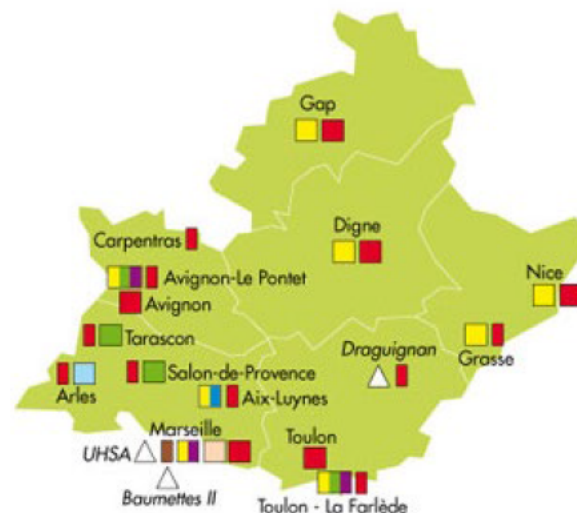 Gap
Carpentras
Digne
Avignon-Le Pontet
Nice
Avignon
Tarascon
Draguignan
Grasse
Salon-de-Provence
Arles
Aix-Luynes
Marseille
Toulon
UHSA
Baumettes II
Toulon - La Farlède